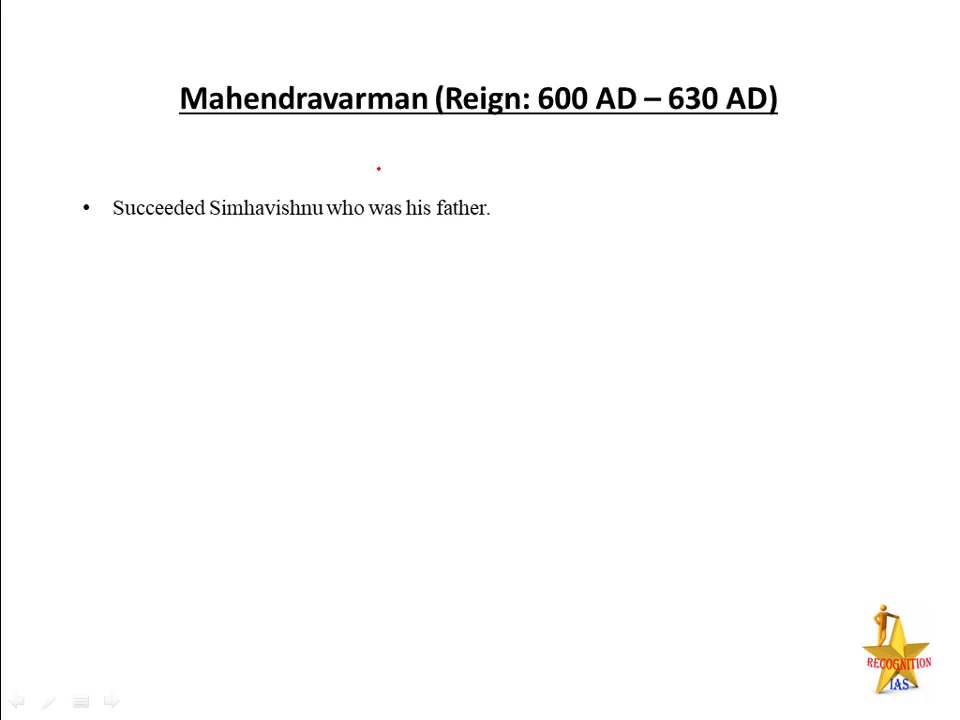 Mahendravarman (Reign: 600 AD – 630 AD)
• Succeeded Simhavishnu who was his father.
RECOGNITION
IAS